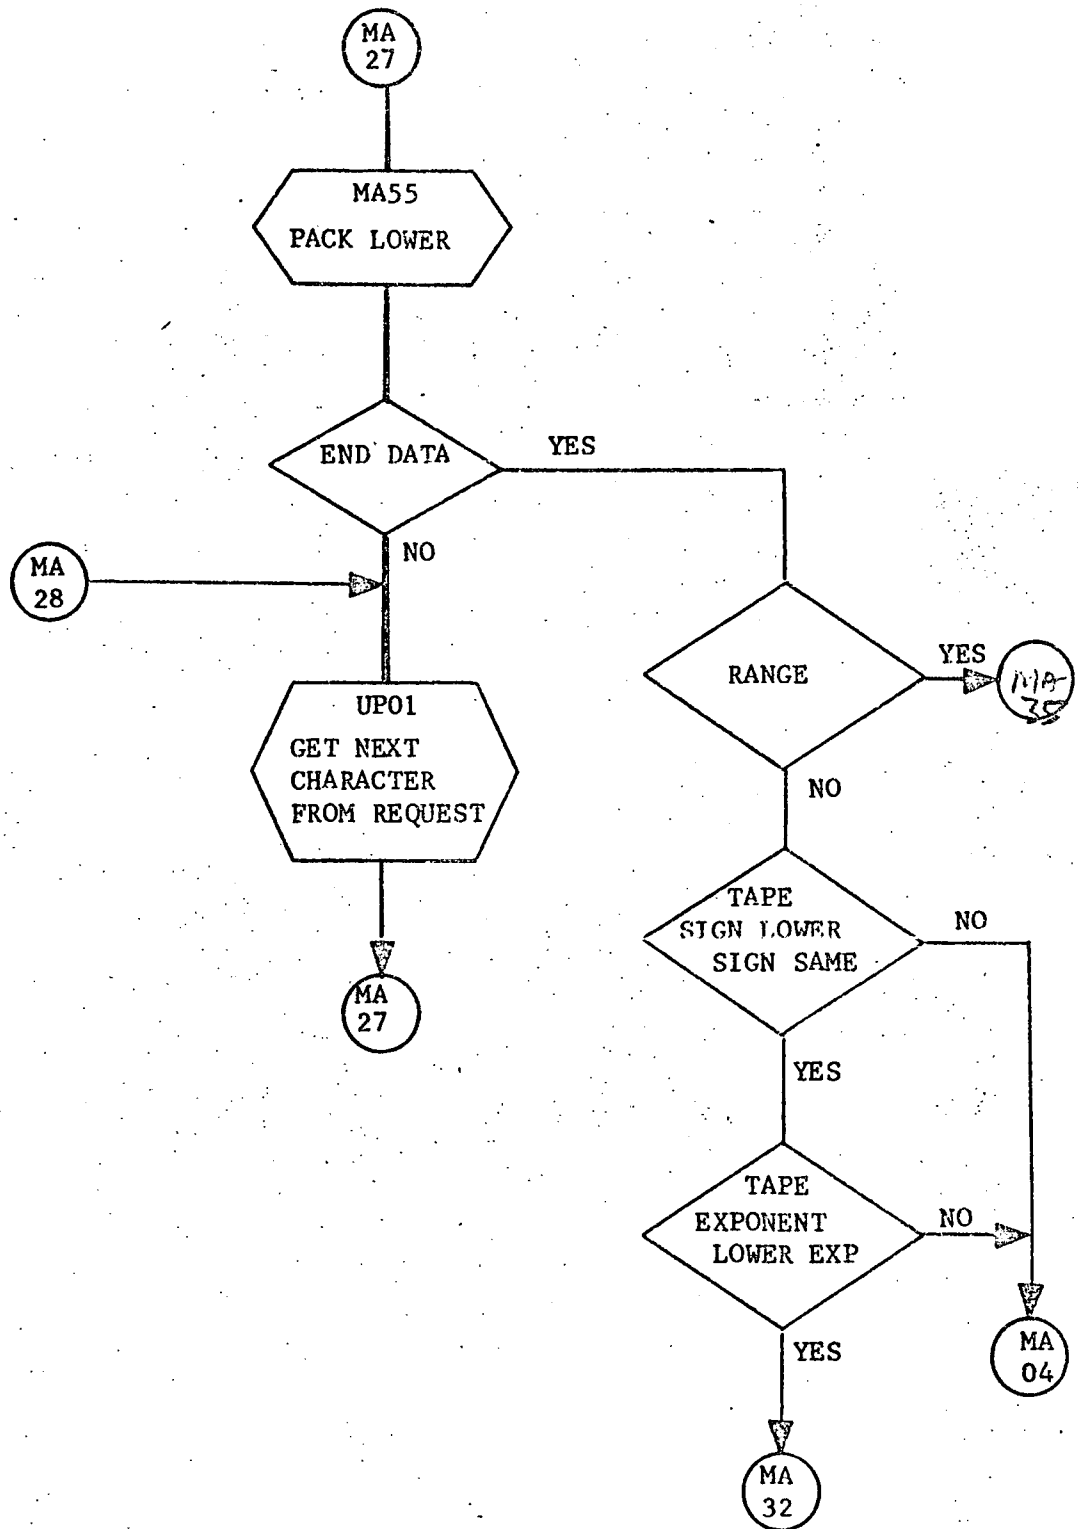 MA
27
MA55
PACK LOWER
END DATA
YES
NO
MA
28
UP01
GET NEXT
CHARACTER
FROM REQUEST
MA
27
RANGE
YES
MA
35
NO
TAPE
SIGN LOWER
SIGN SAME
NO
YES
TAPE
EXPONENT
LOWER EXP
NO
YES
MA
04
MA
32